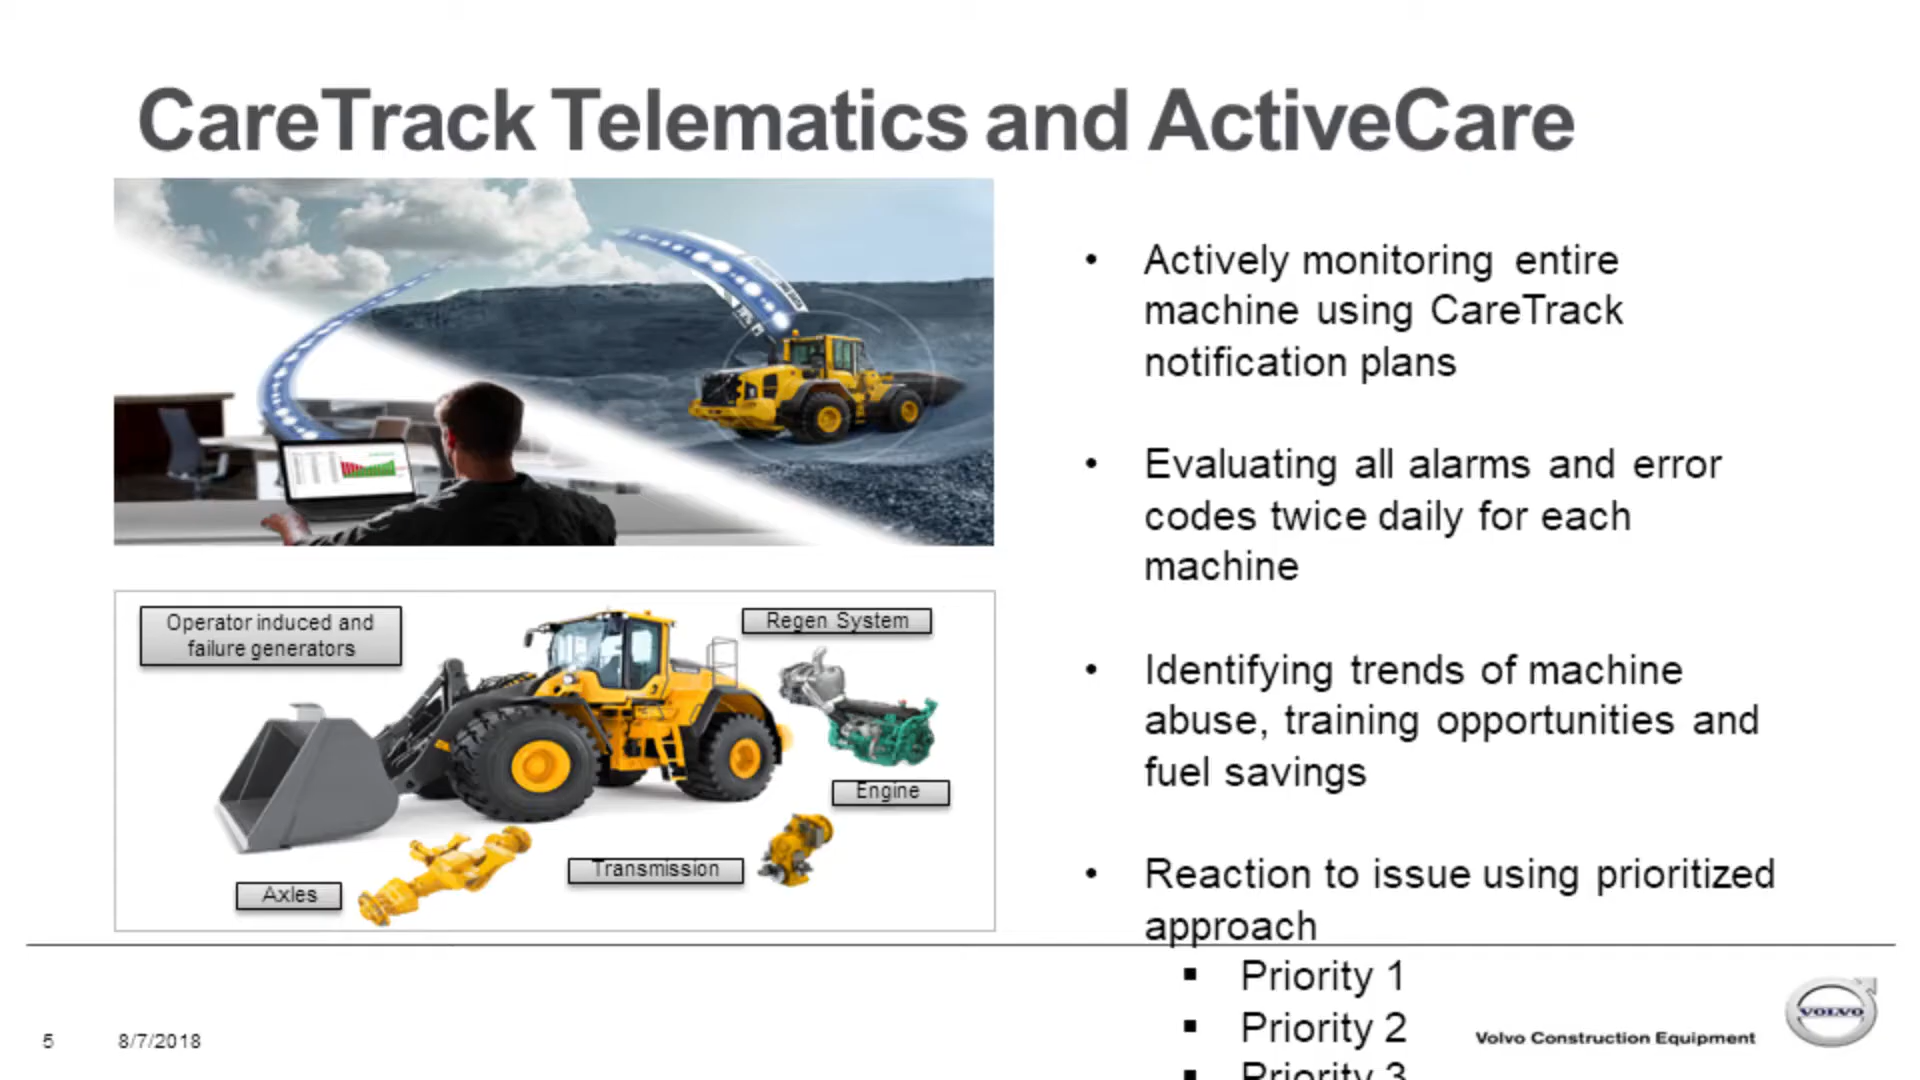 CareTrack Telematics and ActiveCare
• Actively monitoring entire
machine using CareTrack
notification plans
• Evaluating all alarms and error
codes twice daily for each
machine
• Identifying trends of machine
abuse, training opportunities and
fuel savings
• Reaction to issue using prioritized
approach
▪ Priority 1
▪ Priority 2
▪ Priority 3
Operator induced and
failure generators
Regen System
Engine
Transmission
Axles
5
8/7/2018
Volvo Construction Equipment
VOLVO